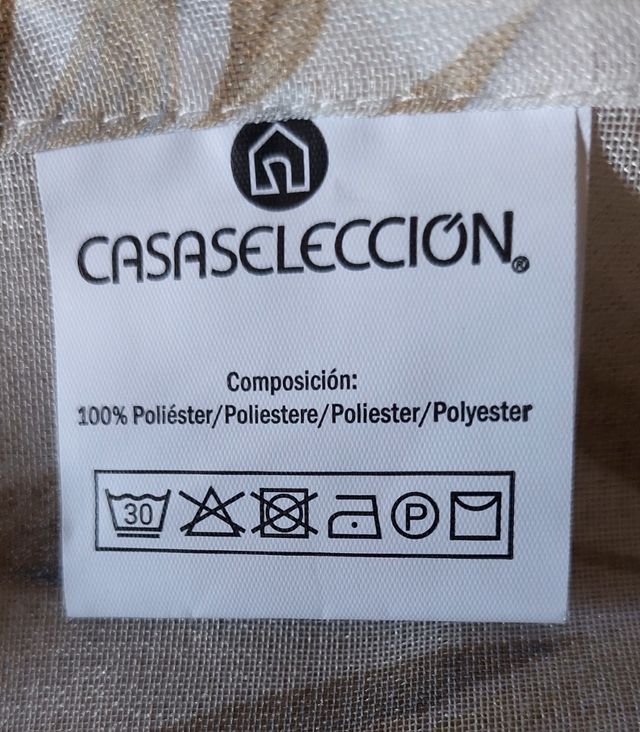 CASASELECCIÓN®
Composición:
100% Poliéster/Poliestere/Poliester/Polyester
30 P